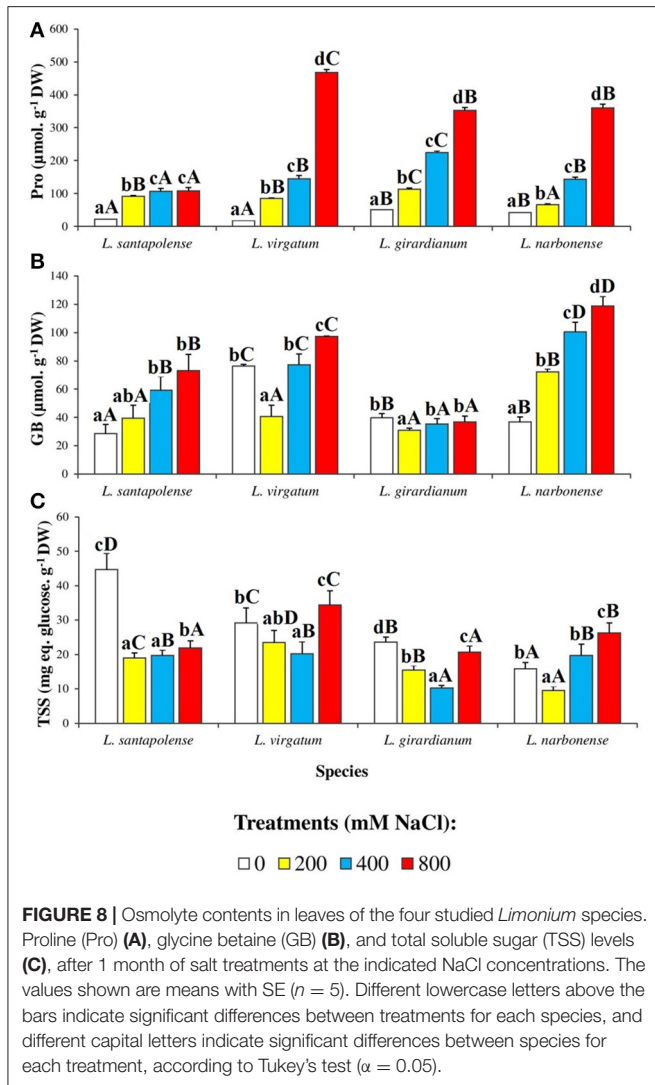 A
Pro (µmol. g⁻¹ DW)
600
500
400
300
200
100
0
aA bB cA cA
aA bB cB dC
aB bC cC dB
aB bA cB dB
L. santapolense L. virgatum L. girardianum L. narbonense
B
GB (µmol. g⁻¹ DW)
140
120
100
80
60
40
20
0
aA abA bB bB
bC aA bC cC
bB aA bA bA
aB bB cD dD
L. santapolense L. virgatum L. girardianum L. narbonense
C
TSS (mg eq. glucose. g⁻¹ DW)
60
50
40
30
20
10
0
cD aC aB bA
bC abD aB cC
dB bB aA cA
bA aA bB cB
L. santapolense L. virgatum L. girardianum L. narbonense
Species
Treatments (mM NaCl):
0 200 400 800
FIGURE 8 | Osmolyte contents in leaves of the four studied Limonium species.
Proline (Pro) (A), glycine betaine (GB) (B), and total soluble sugar (TSS) levels
(C), after 1 month of salt treatments at the indicated NaCl concentrations. The
values shown are means with SE (n = 5). Different lowercase letters above the
bars indicate significant differences between treatments for each species, and
different capital letters indicate significant differences between species for
each treatment, according to Tukey's test (α = 0.05).